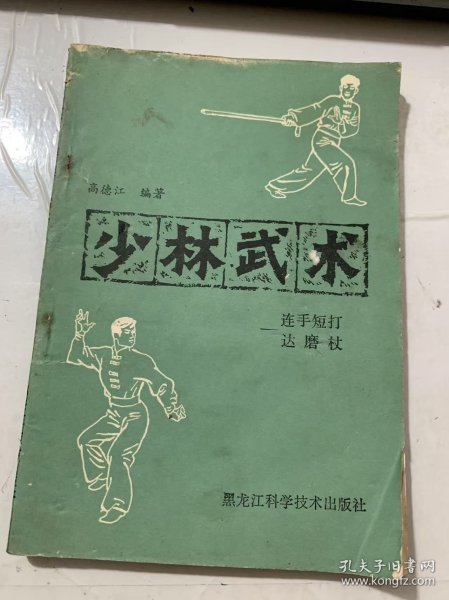 高德江 编著
少林武术
——连手短打
达磨杖
黑龙江科学技术出版社
孔夫子旧书网
www.kongfz.com